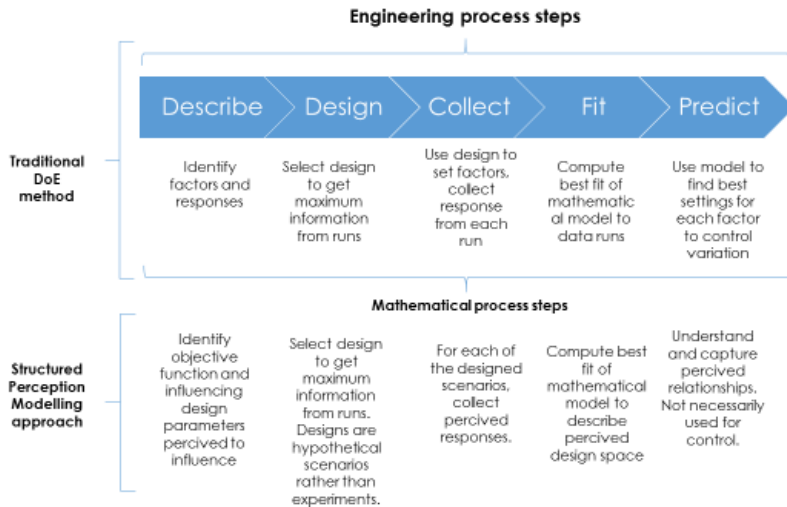 Engineering process steps
Describe
Design
Collect
Fit
Predict
Traditional
DoE
method
Identify
factors and
responses
Select design
to get
maximum
information
from runs
Use design to
set factors,
collect
response
from each
run
Compute
best fit of
mathematic
al model to
data runs
Use model to
find best
settings for
each factor
to control
variation
Mathematical process steps
Structured
Perception
Modelling
approach
Identify
objective
function and
influencing
design
parameters
percived to
influence
Select design
to get
maximum
information
from runs.
Designs are
hypothetical
scenarios
rather than
experiments.
For each of
the designed
scenarios,
collect
percived
responses.
Compute best
fit of
mathematical
model to
describe
percived
design space
Understand
and capture
percived
relationships.
Not necessarily
used for
control.